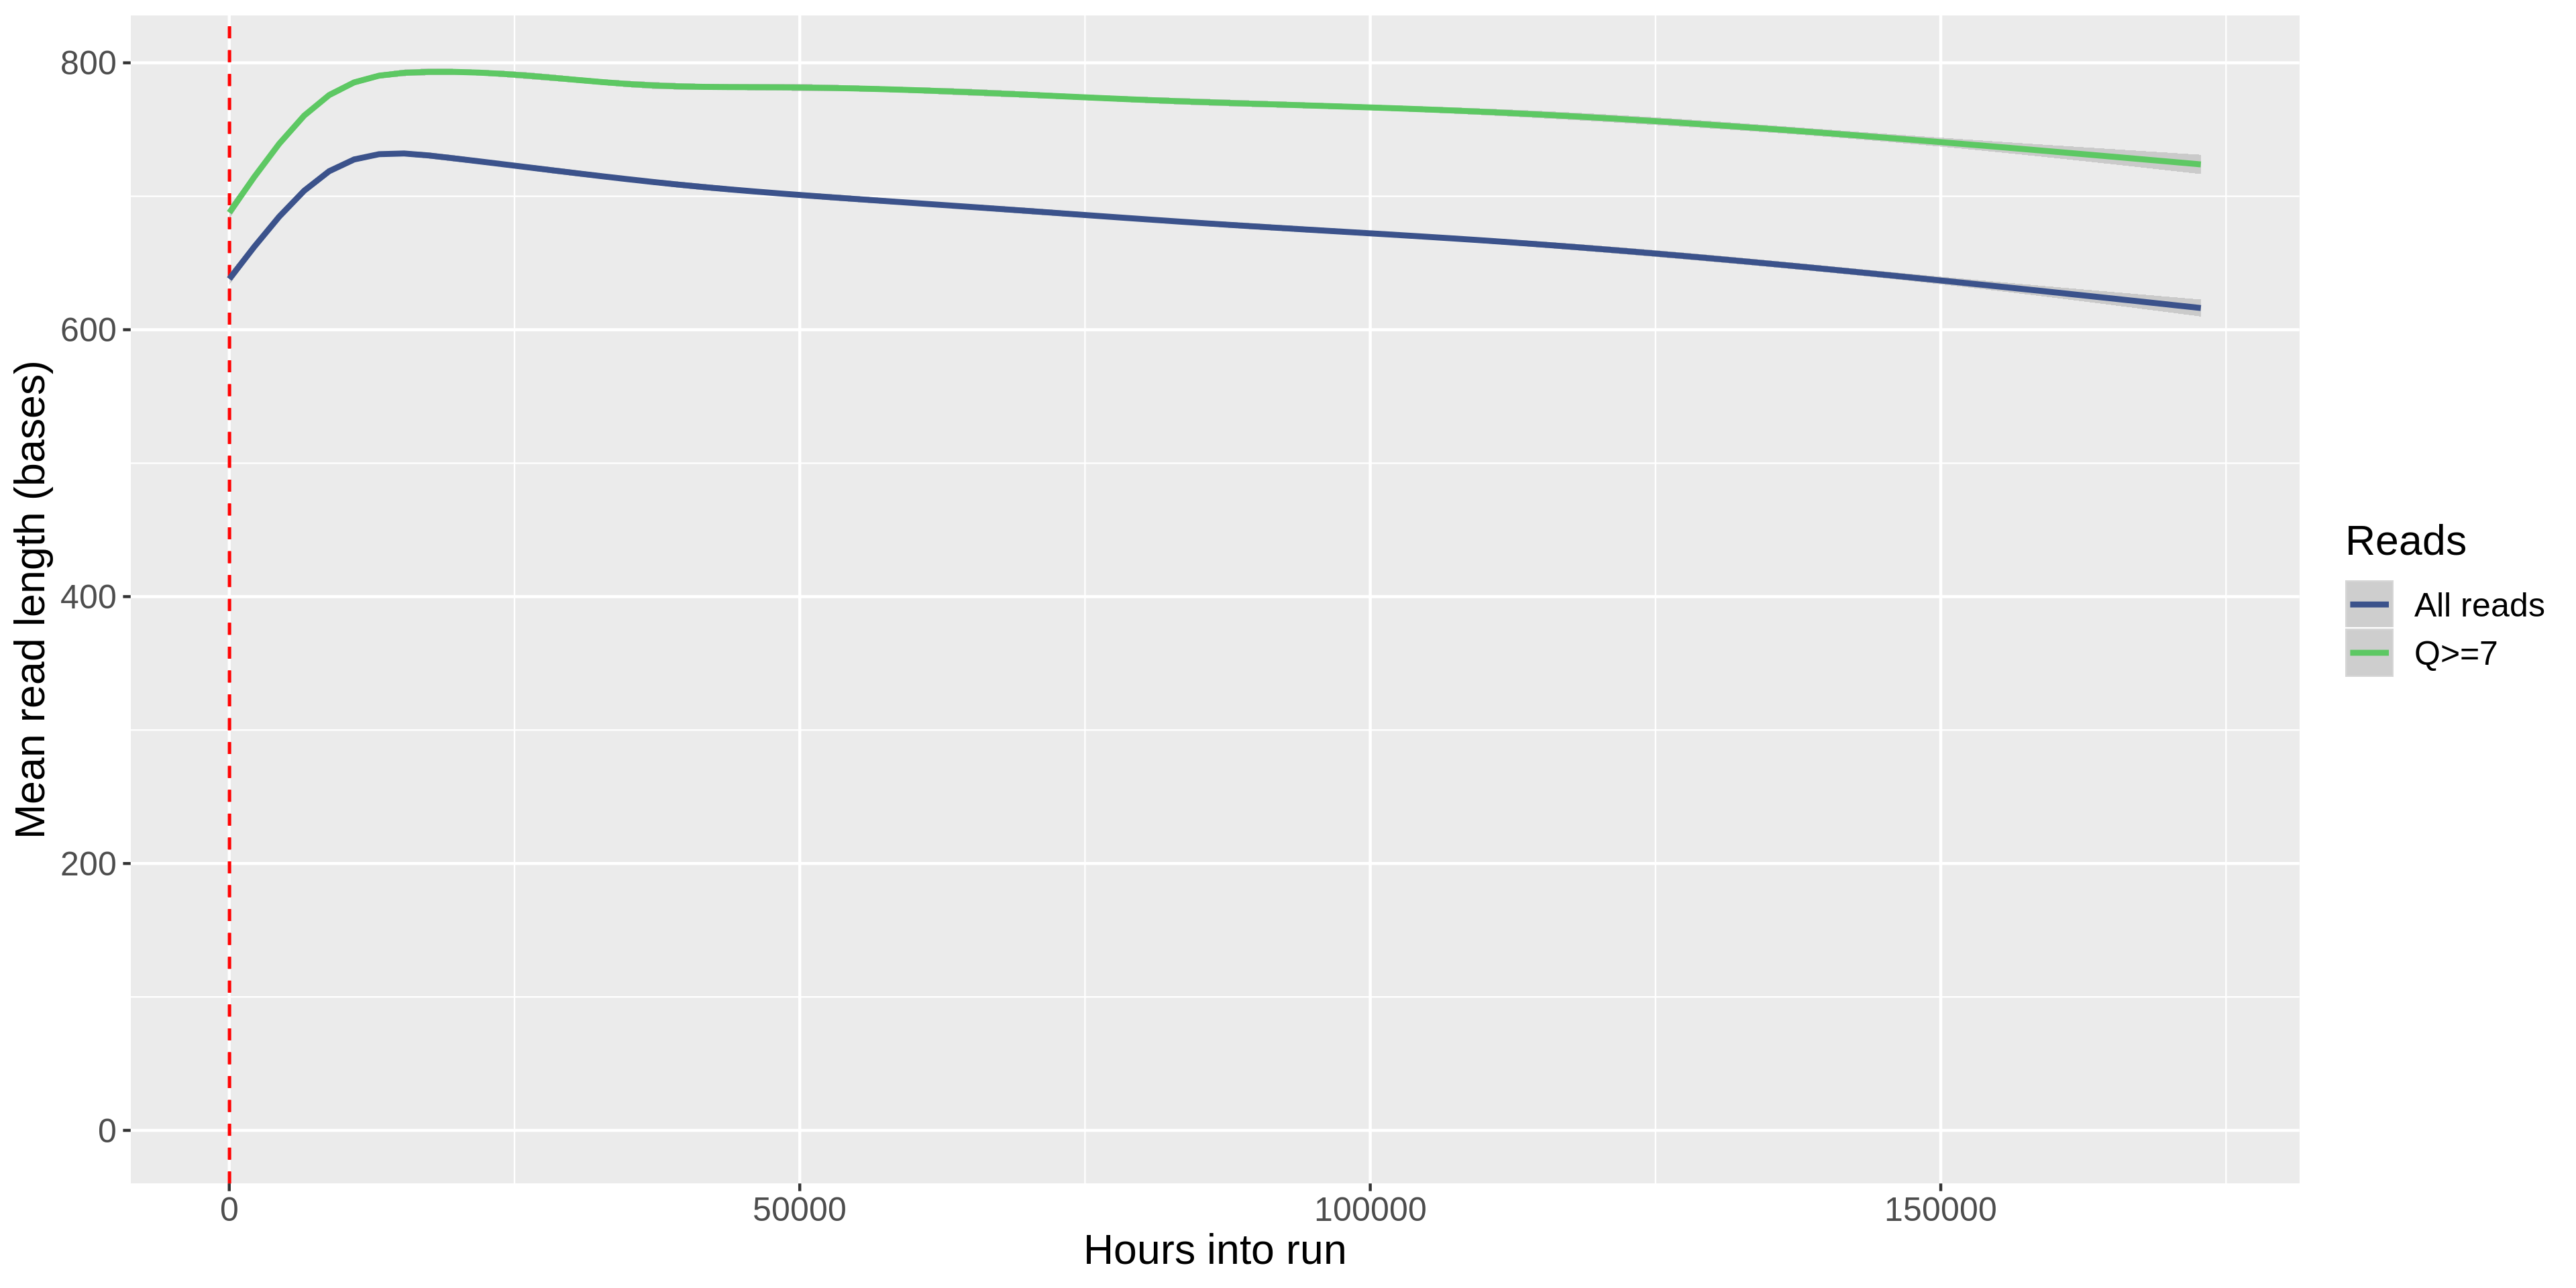 Mean read length (bases)
800
600
400
200
0
0
50000
100000
150000
Hours into run
Reads
All reads
Q>=7